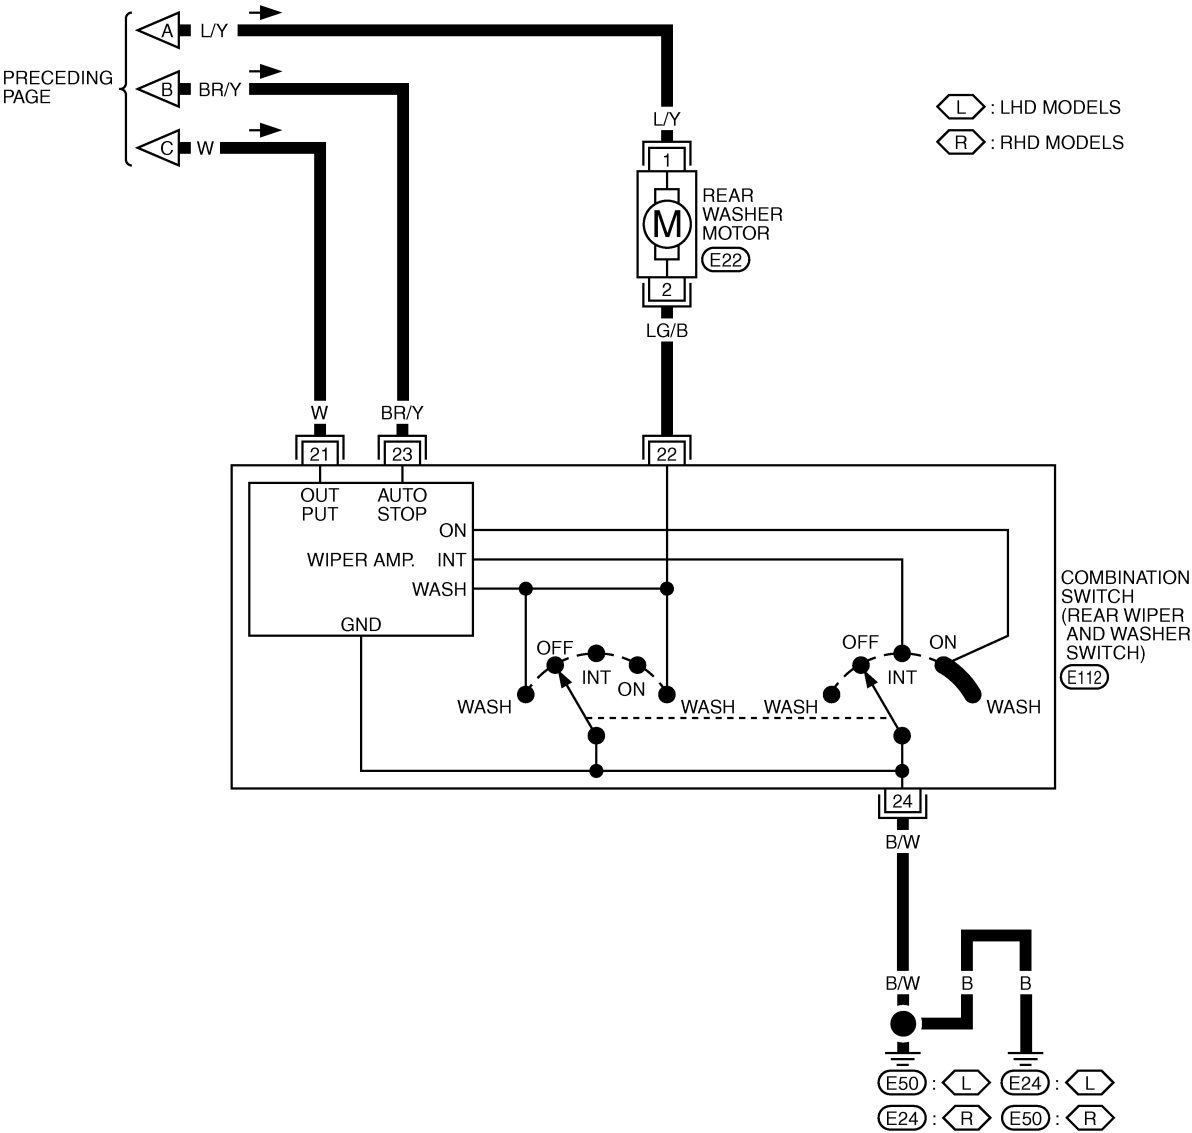 A L/Y
PRECEDING
PAGE
B BR/Y
C W
L : LHD MODELS
R : RHD MODELS
L/Y
1
M
REAR
WASHER
MOTOR
E22
2
LG/B
W BR/Y
21 23 22
OUT
PUT
AUTO
STOP
ON
WIPER AMP. INT
WASH
GND
COMBINATION
SWITCH
(REAR WIPER
AND WASHER
SWITCH)
E112
OFF
INT
ON
WASH
WASH
OFF
ON
INT
WASH
WASH
24
B/W
B/W B B
E50 : L E24 : L
E24 : R E50 : R